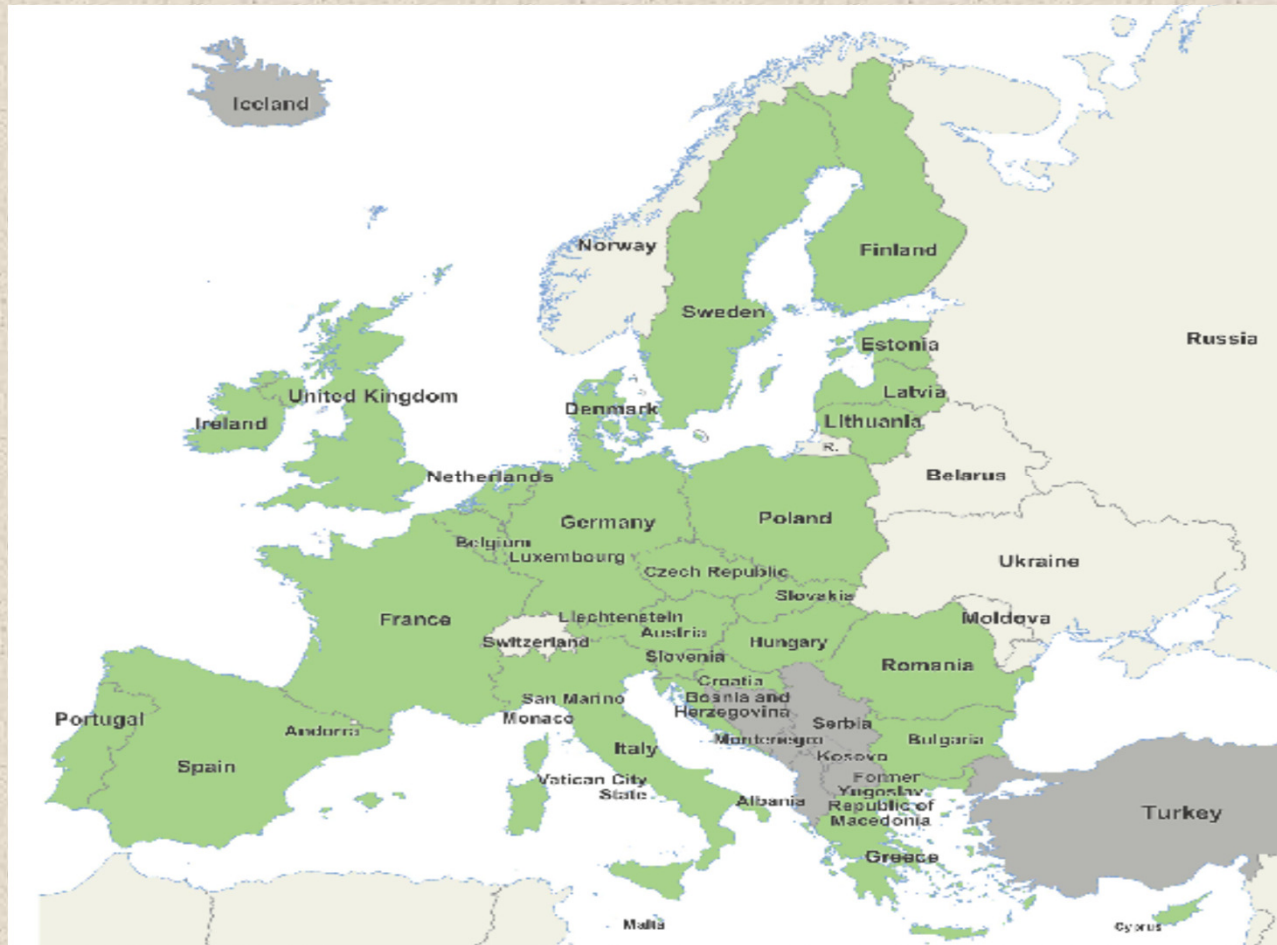 Iceland
Norway
Finland
Sweden
Russia
Estonia
United Kingdom
Latvia
Denmark
Ireland
Lithuania
R.
Belarus
Netherlands
Germany
Poland
Belgium
Luxembourg
Ukraine
Czech Republic
Slovakia
France
Liechtenstein
Moldova
Austria
Switzerland
Hungary
Slovenia
Romania
Croatia
San Marino
Bosnia and
Herzegovina
Portugal
Monaco
Serbia
Andorra
Montenegro
Bulgaria
Italy
Kosovo
Spain
Vatican City
State
Former
Yugoslav
Albania
Republic of
Macedonia
Turkey
Greece
Malta
Cyprus